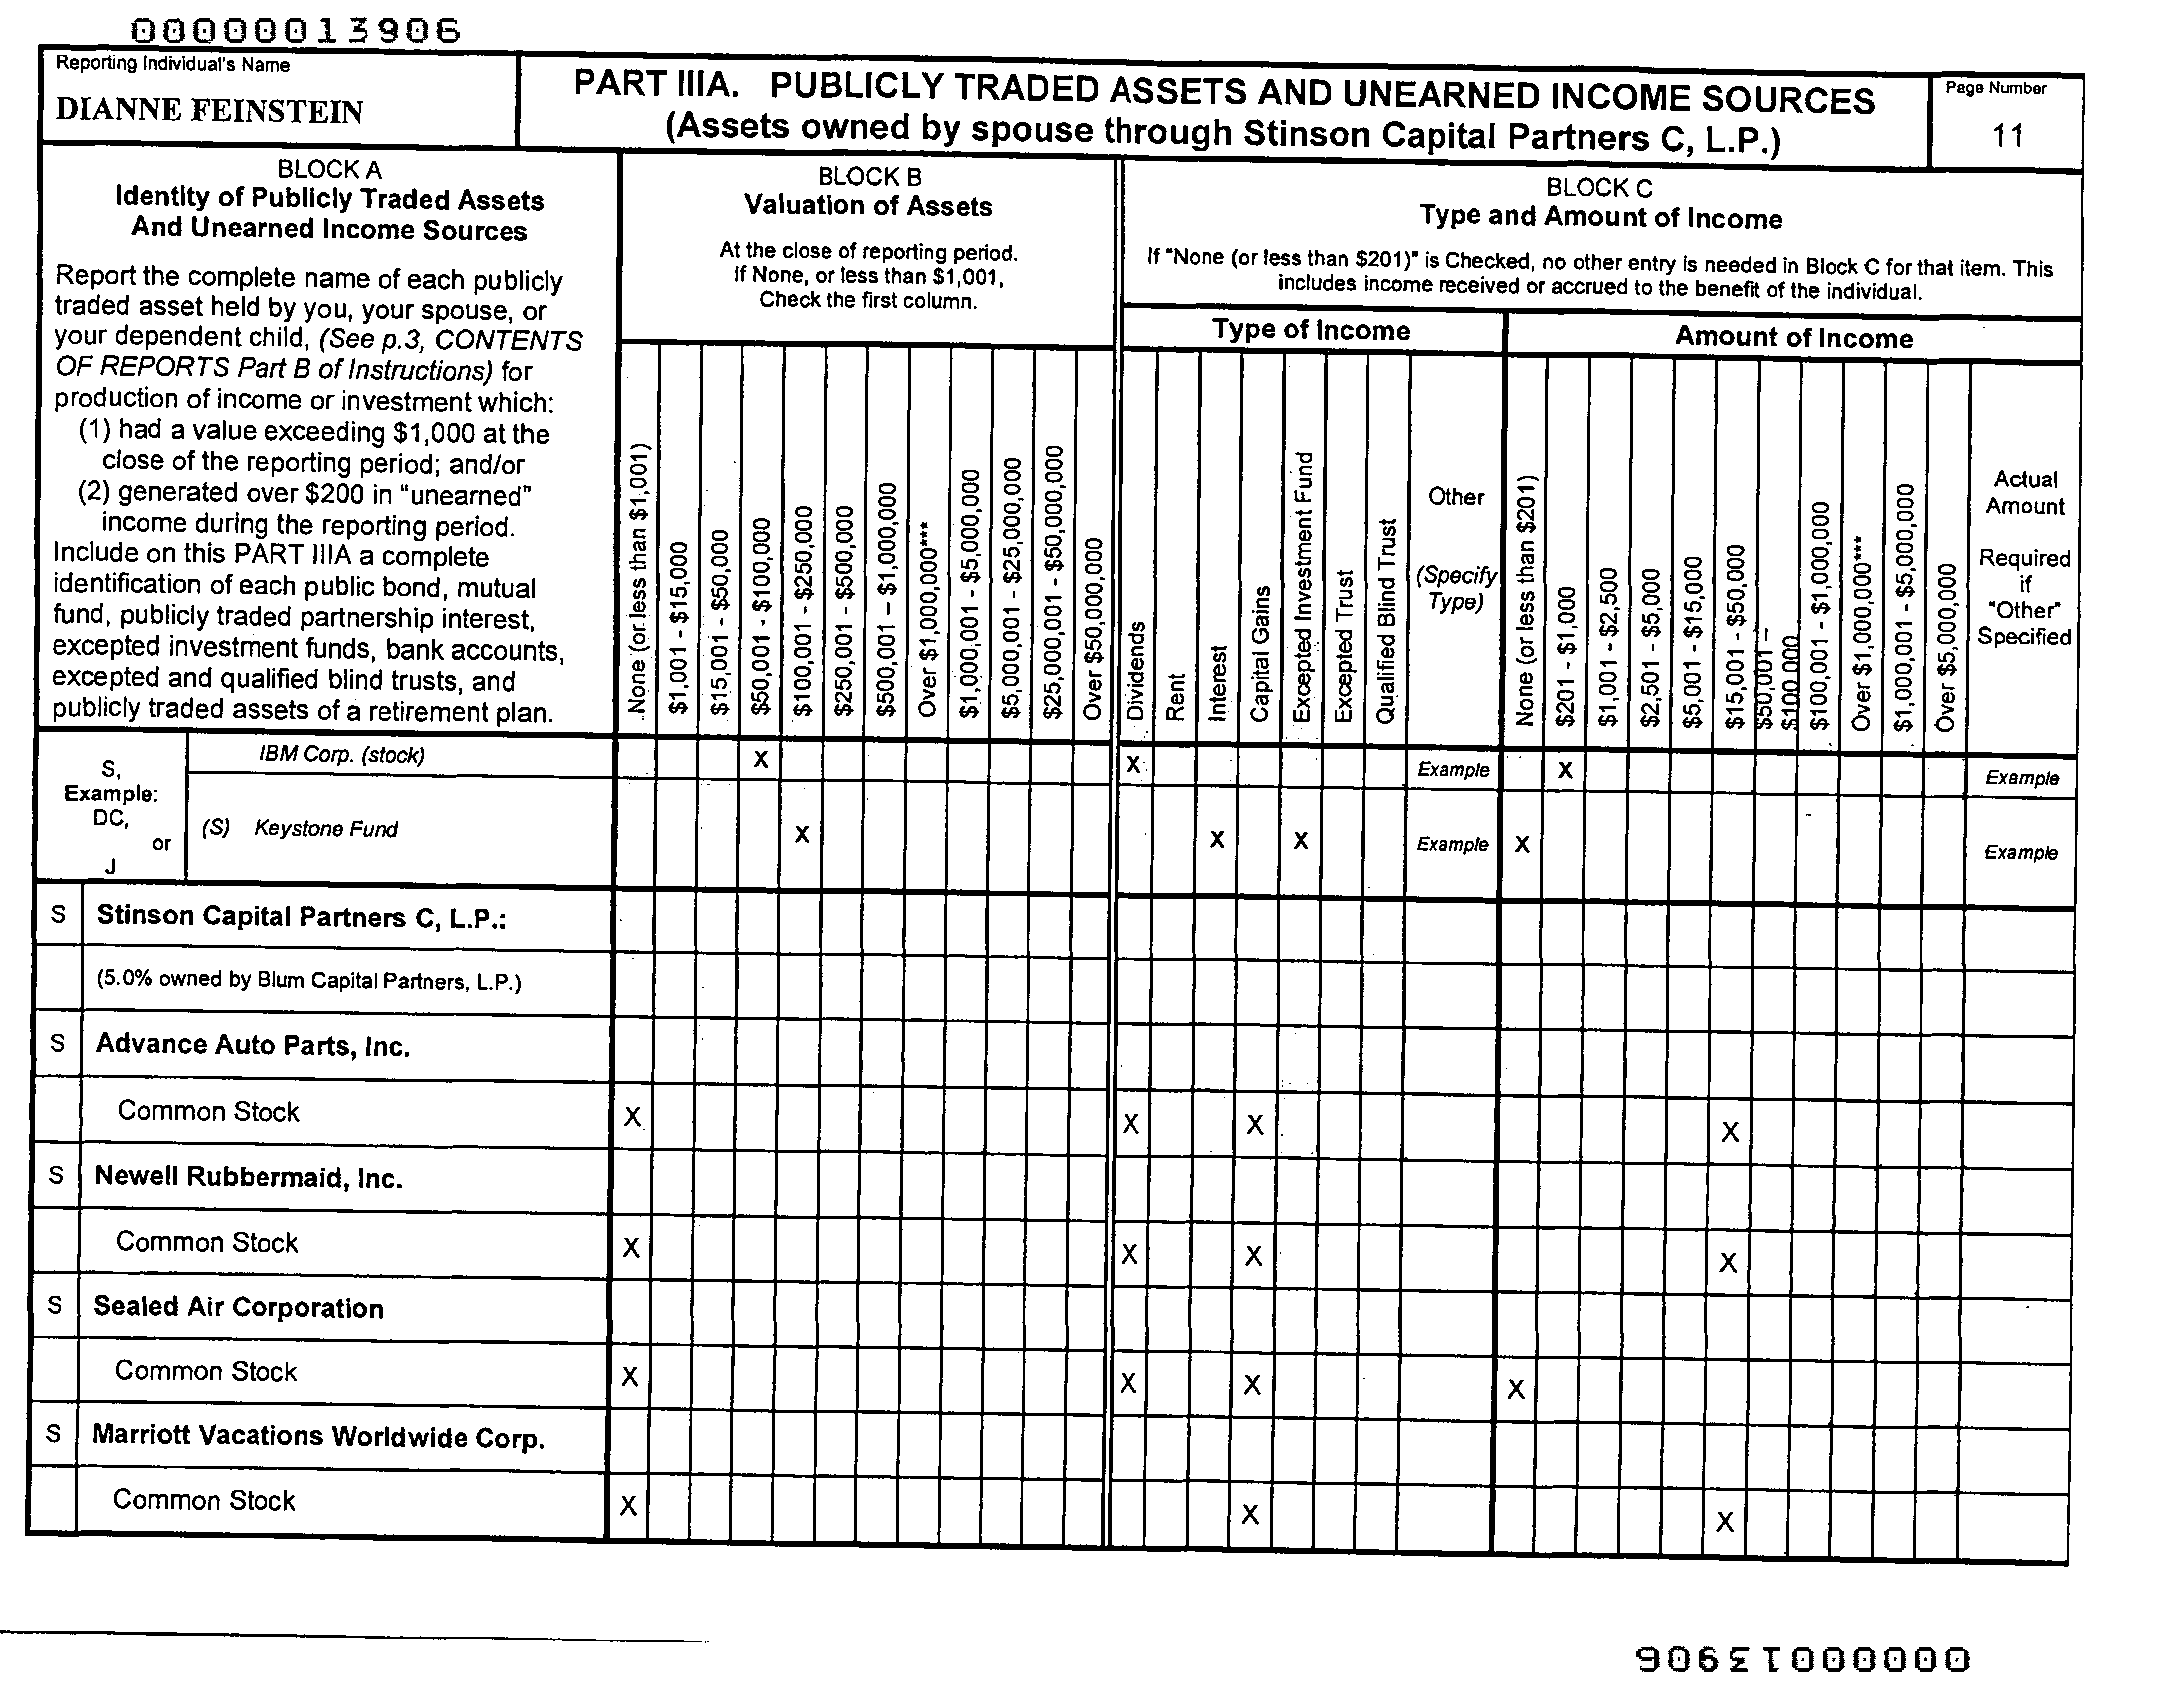 00000013906
Reporting Individual's Name
DIANNE FEINSTEIN
PART IIIA. PUBLICLY TRADED ASSETS AND UNEARNED INCOME SOURCES
(Assets owned by spouse through Stinson Capital Partners C, L.P.)
Page Number
11
BLOCK A
Identity of Publicly Traded Assets
And Unearned Income Sources
Report the complete name of each publicly
traded asset held by you, your spouse, or
your dependent child, (See p.3, CONTENTS
OF REPORTS Part B of Instructions) for
production of income or investment which:
(1) had a value exceeding $1,000 at the
close of the reporting period; and/or
(2) generated over $200 in "unearned"
income during the reporting period.
Include on this PART IIIA a complete
identification of each public bond, mutual
fund, publicly traded partnership interest,
excepted investment funds, bank accounts,
excepted and qualified blind trusts, and
publicly traded assets of a retirement plan.
BLOCK B
Valuation of Assets
At the close of reporting period.
If None, or less than $1,001,
Check the first column.
None (or less than $1,001)
$1,001 - $15,000
$15,001 - $50,000
$50,001 - $100,000
$100,001 - $250,000
$250,001 - $500,000
$500,001 – $1,000,000
Over $1,000,000***
$1,000,001 - $5,000,000
$5,000,001 - $25,000,000
$25,000,001 - $50,000,000
Over $50,000,000
BLOCK C
Type and Amount of Income
If "None (or less than $201)" is Checked, no other entry is needed in Block C for that item. This
includes income received or accrued to the benefit of the individual.
Type of Income
Dividends
Rent
Interest
Capital Gains
Excepted Investment Fund
Excepted Trust
Qualified Blind Trust
Other
(Specify
Type)
Amount of Income
None (or less than $201)
$201 - $1,000
$1,001 - $2,500
$2,501 - $5,000
$5,001 - $15,000
$15,001 - $50,000
$50,001 –
$100,000
$100,001 - $1,000,000
Over $1,000,000***
$1,000,001 - $5,000,000
Over $5,000,000
Actual
Amount
Required
if
"Other"
Specified
S,
Example:
DC,
or
J
IBM Corp. (stock) X X Example X Example
(S) Keystone Fund X X X Example X Example
S Stinson Capital Partners C, L.P.:
(5.0% owned by Blum Capital Partners, L.P.)
S Advance Auto Parts, Inc.
Common Stock X X X X
S Newell Rubbermaid, Inc.
Common Stock X X X X
S Sealed Air Corporation
Common Stock X X X X
S Marriott Vacations Worldwide Corp.
Common Stock X X X
00000013906